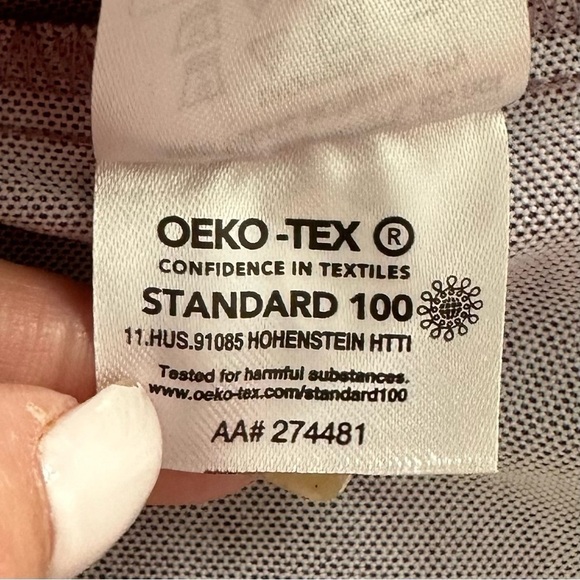 OEKO-TEX ®
CONFIDENCE IN TEXTILES
STANDARD 100
11.HUS.91085 HOHENSTEIN HTTI
Tested for harmful substances.
www.oeko-tex.com/standard100
AA# 274481